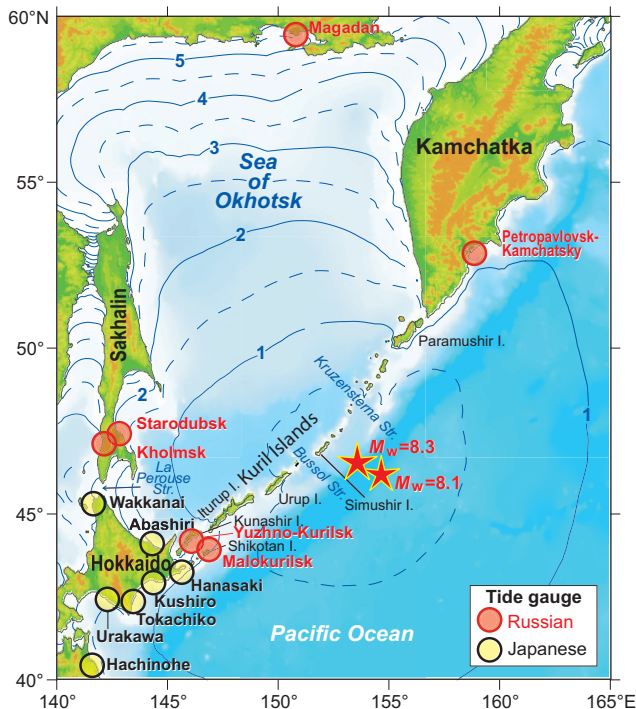 60°N
55°
50°
45°
40°
140°
145°
150°
155°
160°
165°E
Magadan
5
4
3
Sea
of
Okhotsk
2
1
Kamchatka
Petropavlovsk-
Kamchatsky
Sakhalin
2
Paramushir I.
Kruzensterna Str.
1
Starodubsk
Kholmsk
La
Perouse
Str.
Kuril Islands
Bussol Str.
Mw=8.3
Mw=8.1
Iturup I.
Urup I.
Simushir I.
Wakkanai
Abashiri
Kunashir I.
Yuzhno-Kurilsk
Shikotan I.
Malokurilsk
Hokkaido
Hanasaki
Kushiro
Tokachiko
Urakawa
Hachinohe
Pacific Ocean
Tide gauge
Russian
Japanese